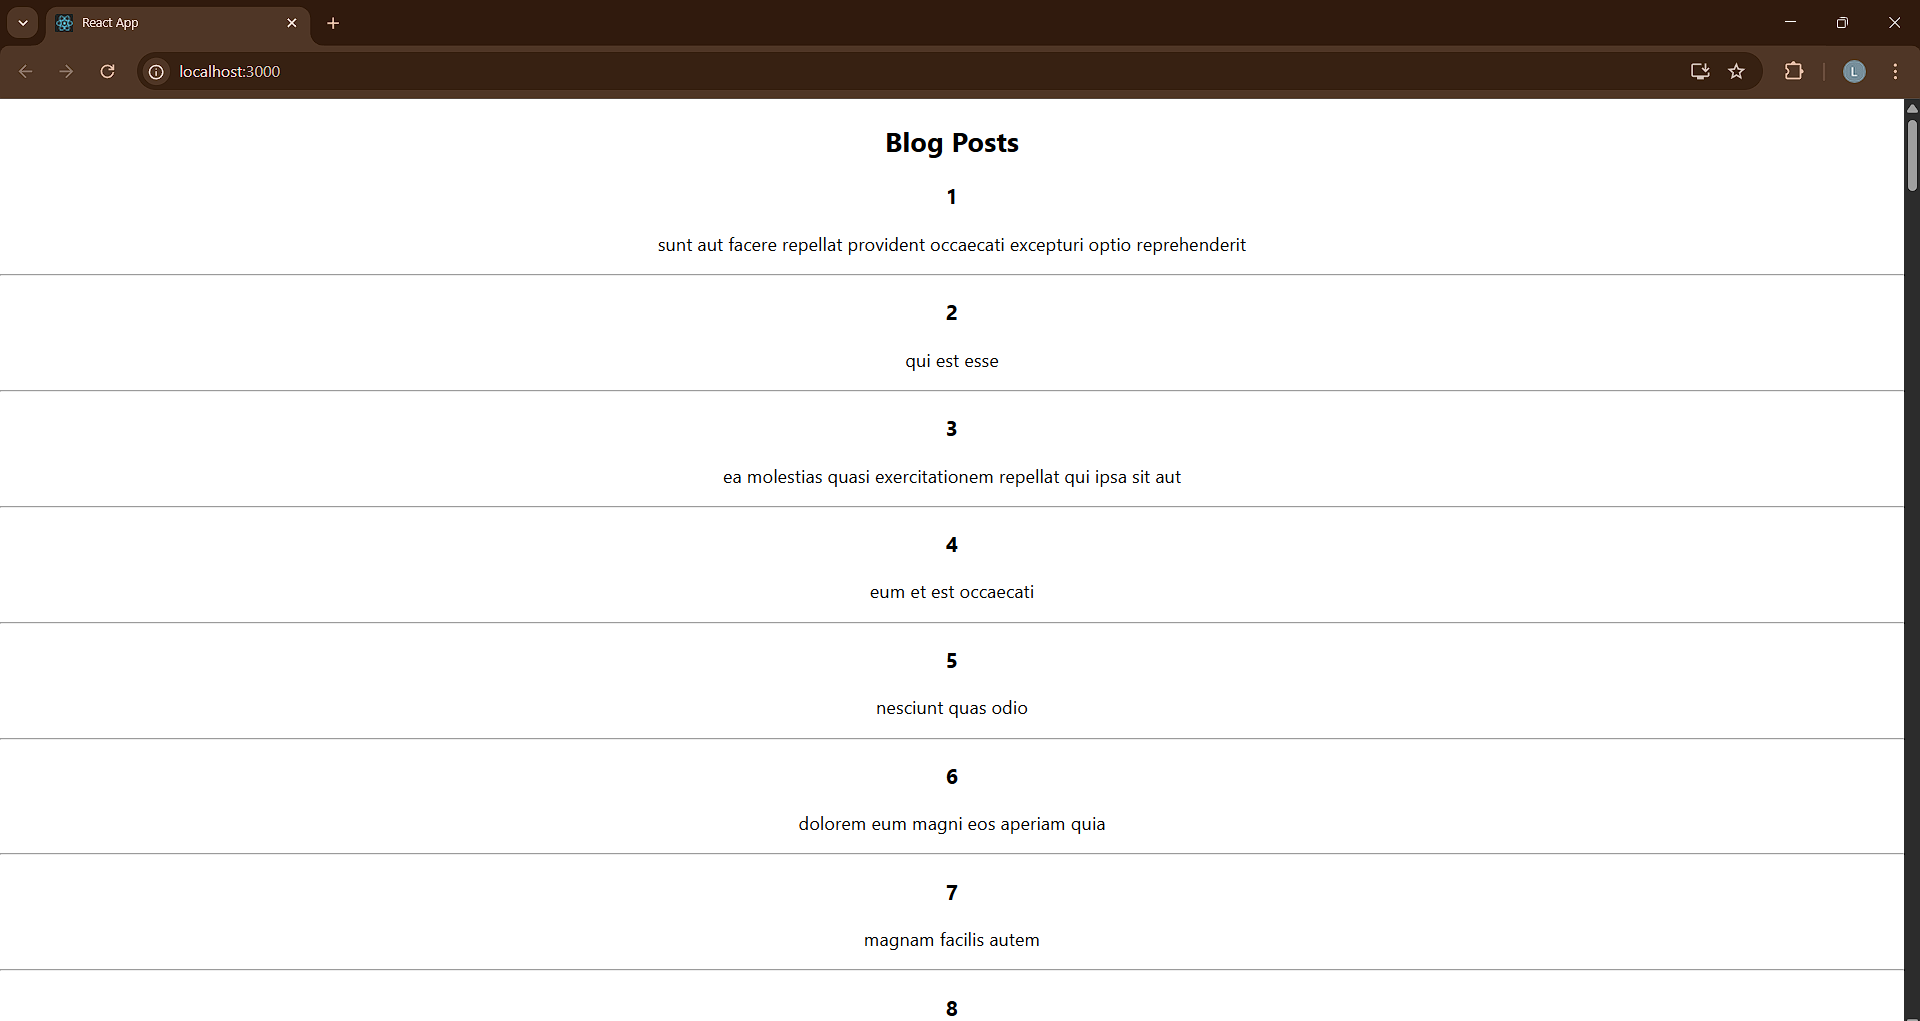 React App
localhost:3000
L
Blog Posts
1
sunt aut facere repellat provident occaecati excepturi optio reprehenderit
2
qui est esse
3
ea molestias quasi exercitationem repellat qui ipsa sit aut
4
eum et est occaecati
5
nesciunt quas odio
6
dolorem eum magni eos aperiam quia
7
magnam facilis autem
8